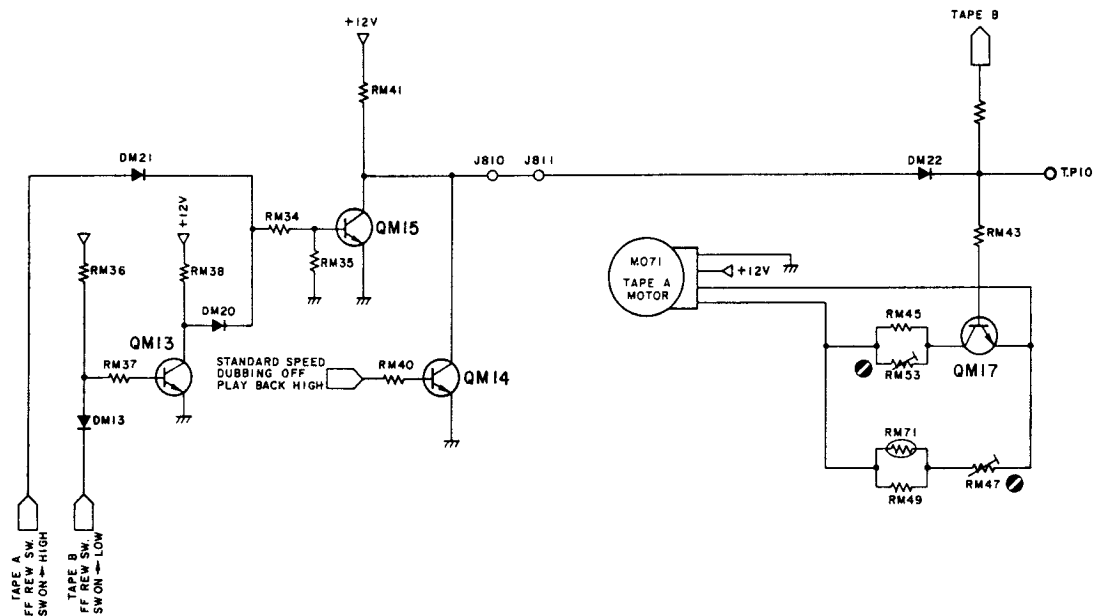 TAPE B
+12V
RM41
DM21
J810
J811
DM22
T.P10
+12V
RM34
QM15
RM43
RM36
RM38
RM35
M071
TAPE A
MOTOR
+12V
DM20
RM45
QM13
STANDARD SPEED
DUBBING OFF
PLAY BACK HIGH
RM40
QM14
RM37
RM53
QM17
DM13
RM71
RM49
RM47
TAPE A
FF REW SW.
SW ON ← HIGH
TAPE B
FF REW SW.
SW ON ← LOW